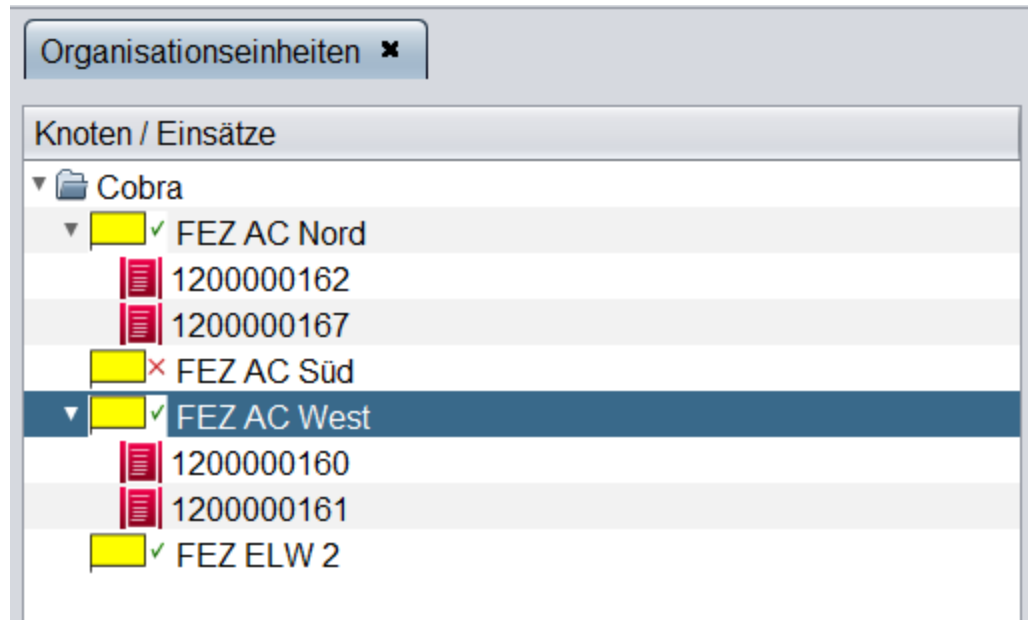 Organisationseinheiten
Knoten / Einsätze
Cobra
FEZ AC Nord
1200000162
1200000167
FEZ AC Süd
FEZ AC West
1200000160
1200000161
FEZ ELW 2